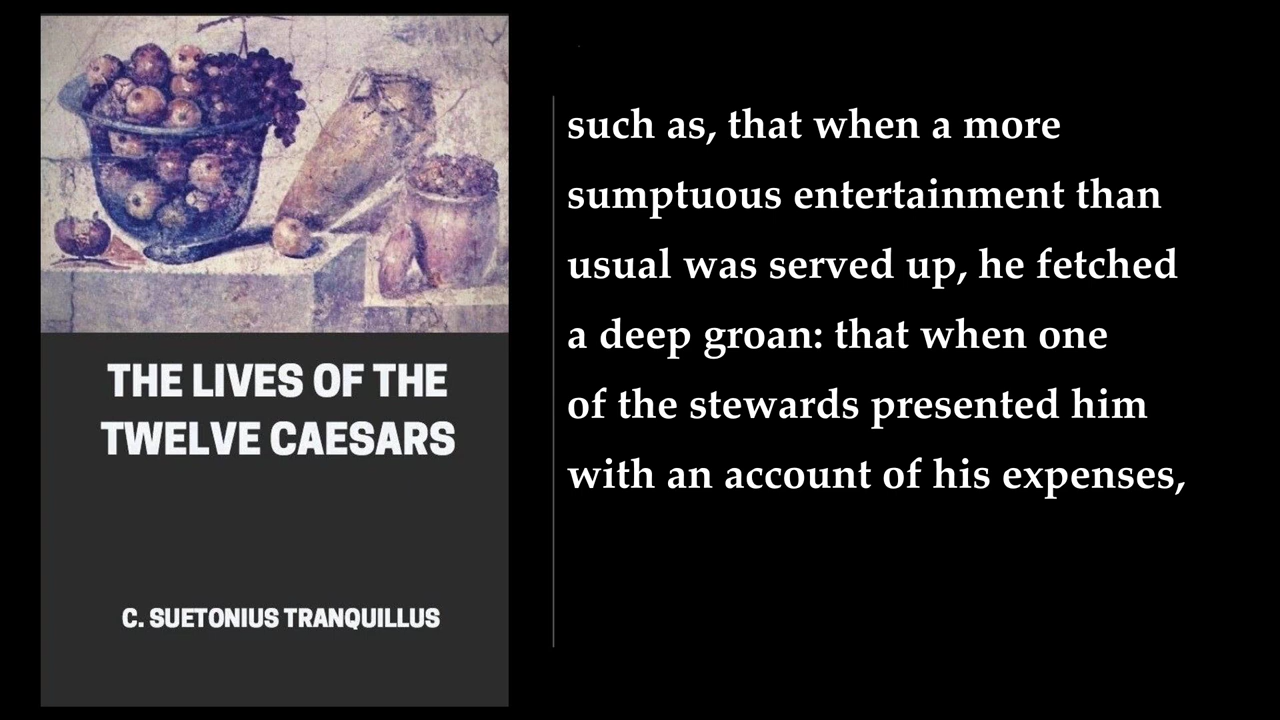 THE LIVES OF THE
TWELVE CAESARS
C. SUETONIUS TRANQUILLUS
such as, that when a more
sumptuous entertainment than
usual was served up, he fetched
a deep groan: that when one
of the stewards presented him
with an account of his expenses,